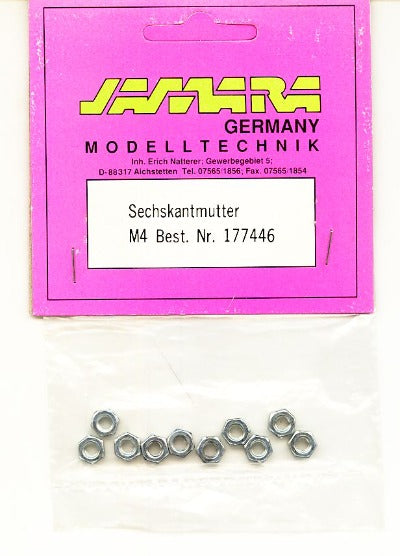 JAMARA
GERMANY
MODELLTECHNIK
Inh. Erich Natterer; Gewerbegebiet 5;
D-88317 Aichstetten Tel. 07565/1856; Fax. 07565/1854
Sechskantmutter
M4 Best. Nr. 177446